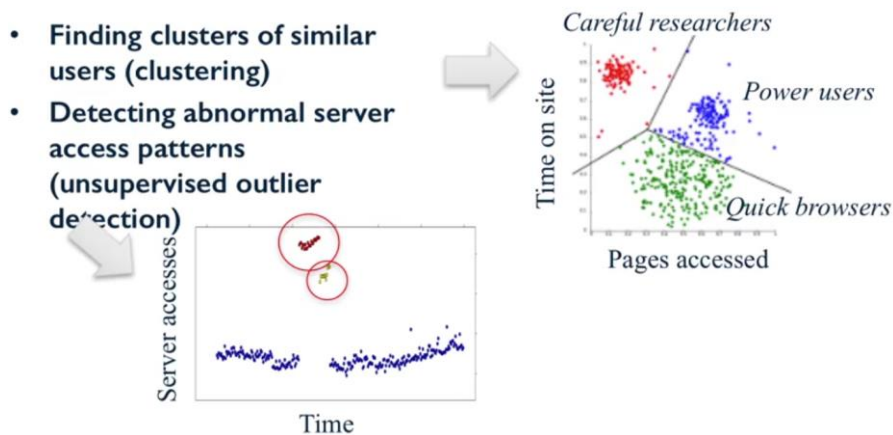 • Finding clusters of similar
users (clustering)
• Detecting abnormal server
access patterns
(unsupervised outlier
detection)
Careful researchers
Power users
Quick browsers
Time on site
Pages accessed
Server accesses
Time